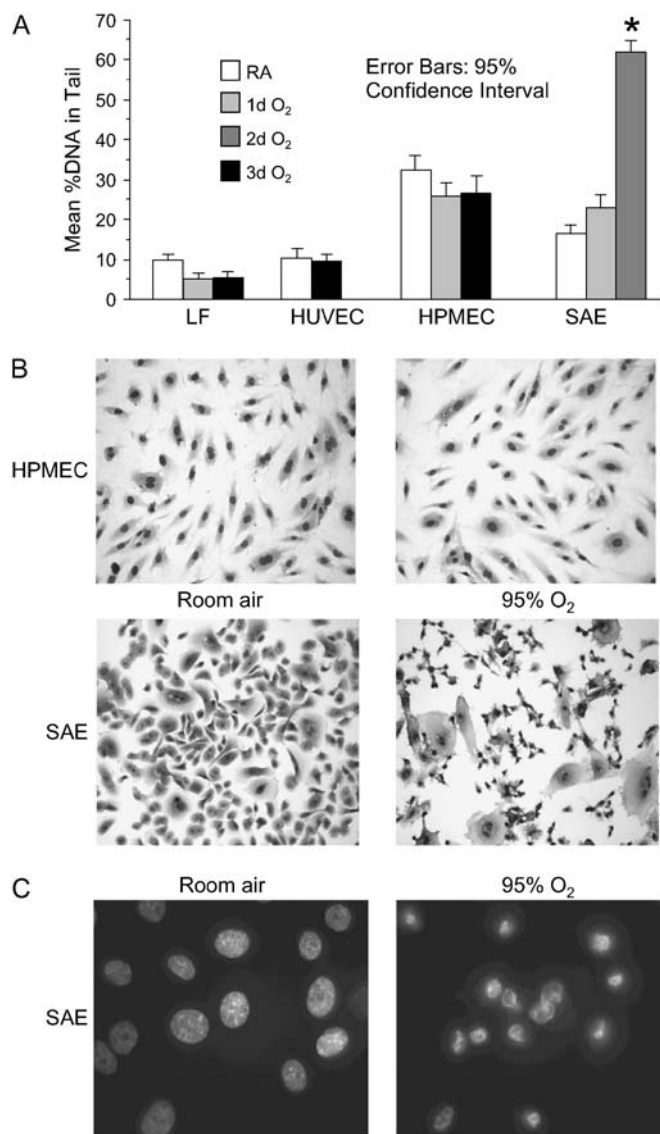 A
Mean %DNA in Tail
70
60
50
40
30
20
10
0
RA
1d O₂
2d O₂
3d O₂
Error Bars: 95%
Confidence Interval
*
LF HUVEC HPMEC SAE
B
HPMEC
Room air 95% O₂
SAE
C
Room air 95% O₂
SAE